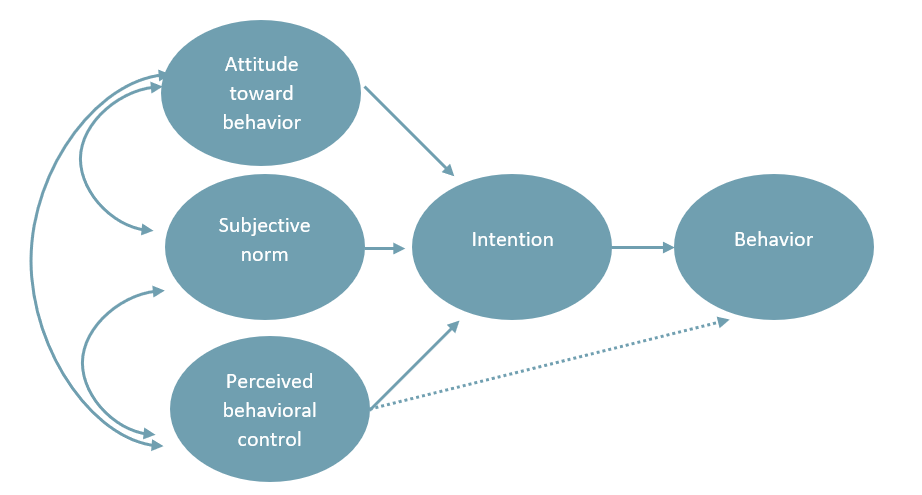 Attitude
toward
behavior
Subjective
norm
Intention
Behavior
Perceived
behavioral
control